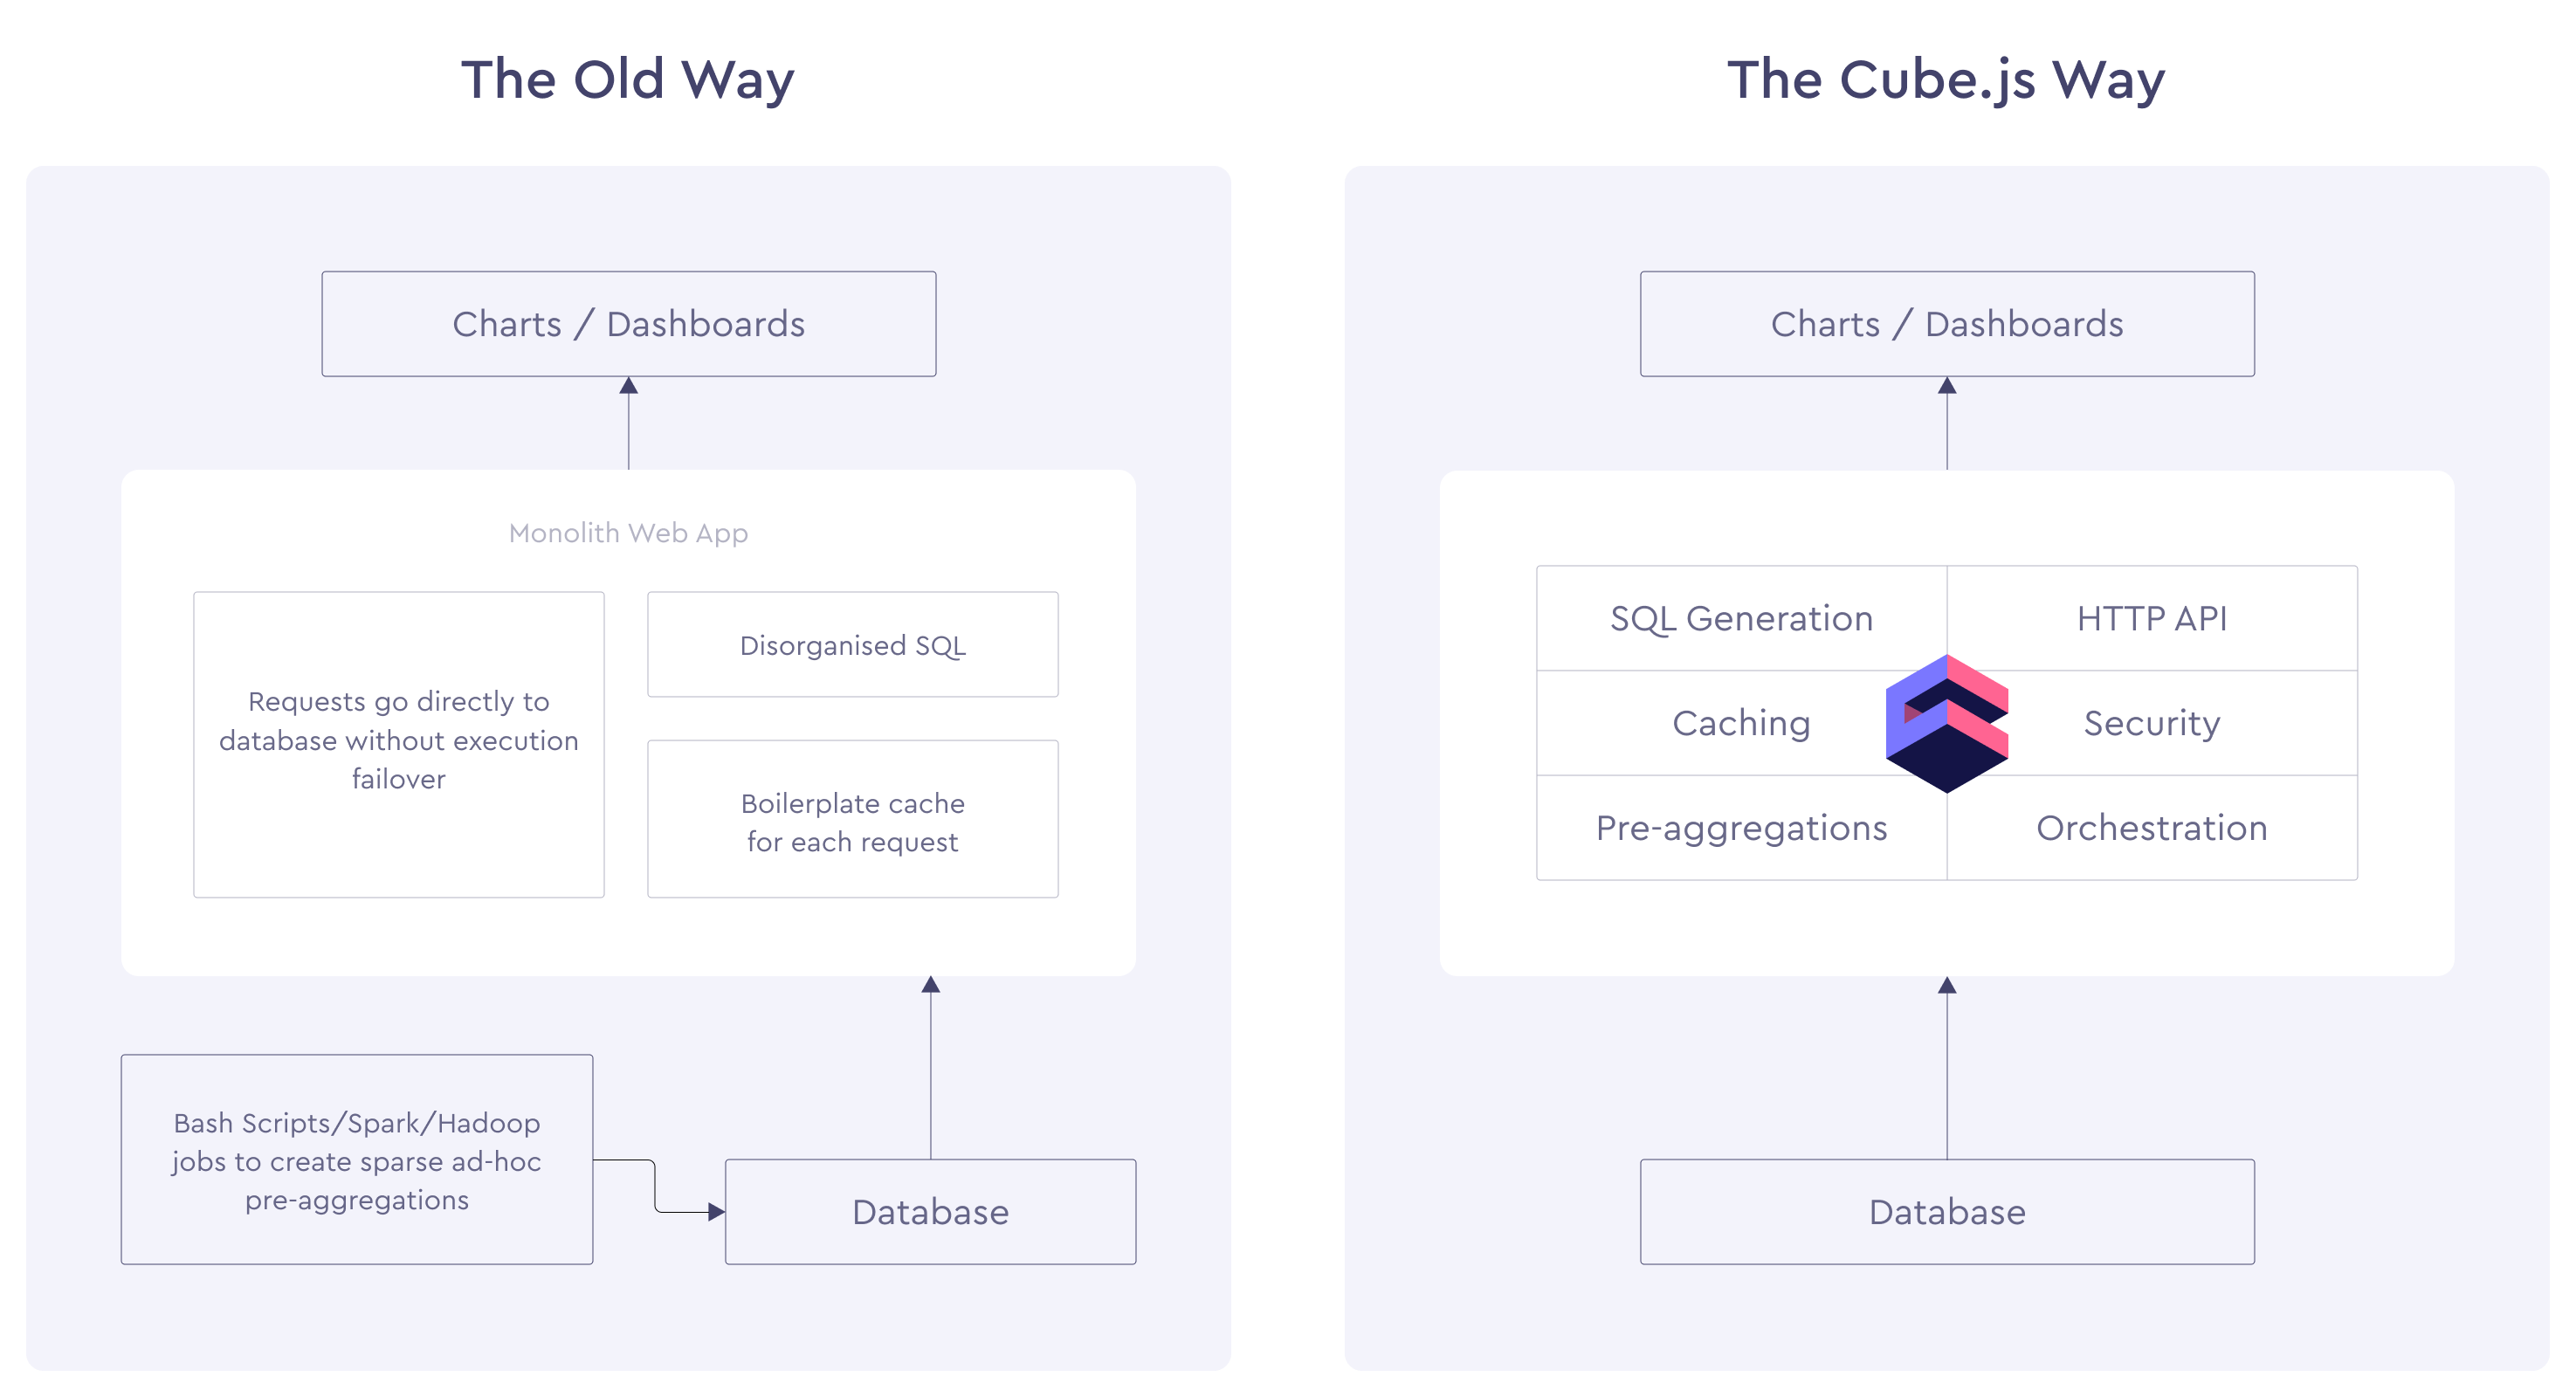 The Old Way
Charts / Dashboards
Monolith Web App
Requests go directly to
database without execution
failover
Disorganised SQL
Boilerplate cache
for each request
Bash Scripts/Spark/Hadoop
jobs to create sparse ad-hoc
pre-aggregations
Database
The Cube.js Way
Charts / Dashboards
SQL Generation
HTTP API
Caching
Security
Pre-aggregations
Orchestration
Database